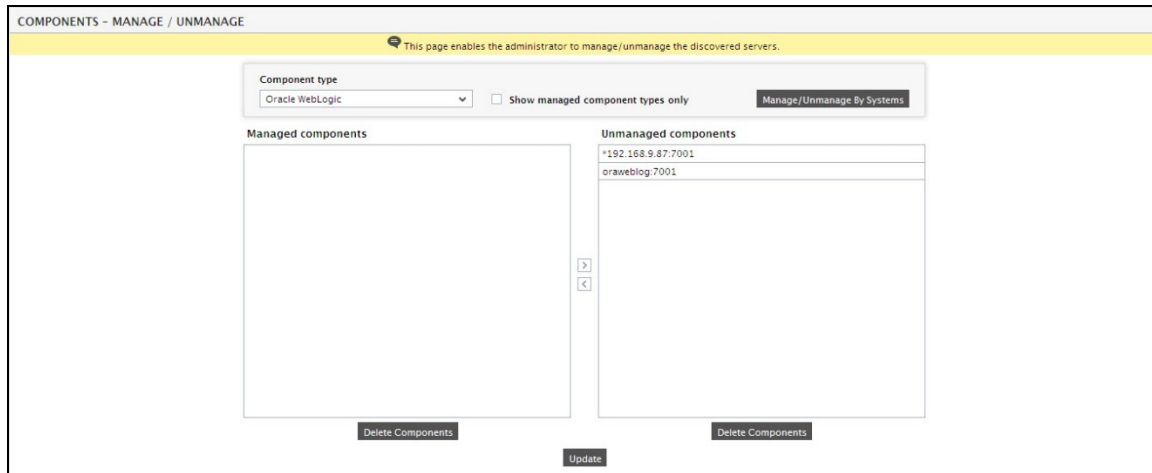 COMPONENTS – MANAGE / UNMANAGE
This page enables the administrator to manage/unmanage the discovered servers.
Component type
Oracle WebLogic
Show managed component types only
Manage/Unmanage By Systems
Managed components
Unmanaged components
*192.168.9.87:7001
oraweblog:7001
>
<
Delete Components
Delete Components
Update